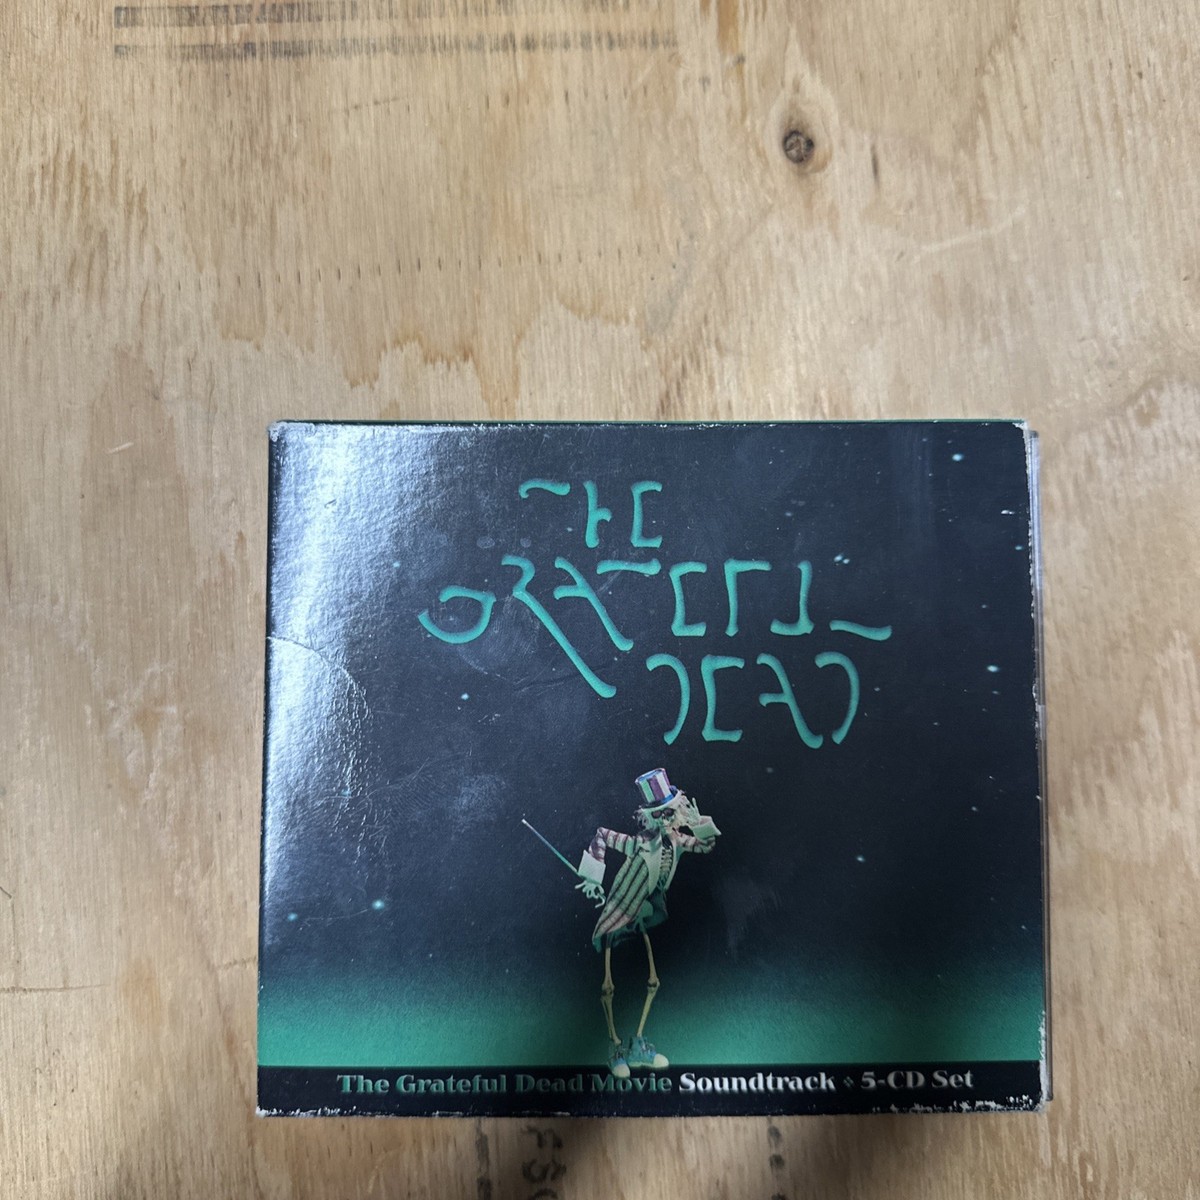 THE
GRATEFUL
DEAD
The Grateful Dead Movie Soundtrack ⬥ 5-CD Set